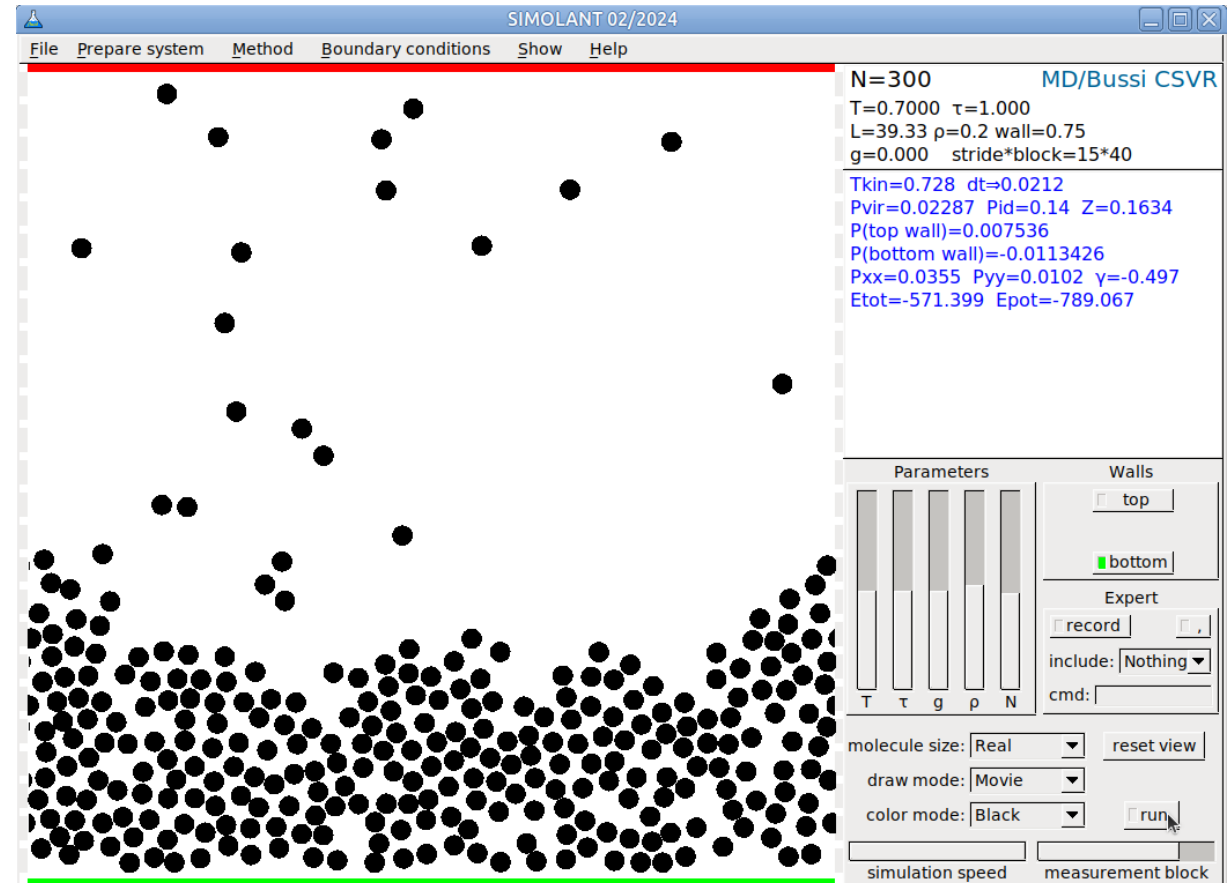 SIMOLANT 02/2024
File Prepare system Method Boundary conditions Show Help
N=300 MD/Bussi CSVR
T=0.7000 τ=1.000
L=39.33 ρ=0.2 wall=0.75
g=0.000 stride*block=15*40
Tkin=0.728 dt⇒0.0212
Pvir=0.02287 Pid=0.14 Z=0.1634
P(top wall)=0.007536
P(bottom wall)=-0.0113426
Pxx=0.0355 Pyy=0.0102 γ=-0.497
Etot=-571.399 Epot=-789.067
Parameters
T τ g ρ N
Walls
top
bottom
Expert
record ,
include: Nothing
cmd:
molecule size: Real reset view
draw mode: Movie
color mode: Black run
simulation speed measurement block